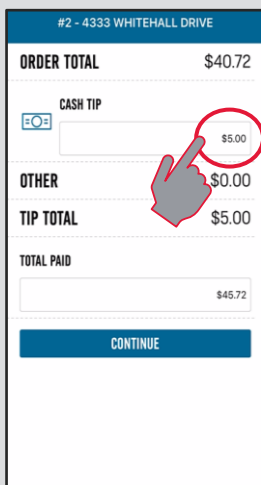 #2 - 4333 WHITEHALL DRIVE
ORDER TOTAL $40.72
CASH TIP
$5.00
OTHER $0.00
TIP TOTAL $5.00
TOTAL PAID
$45.72
CONTINUE